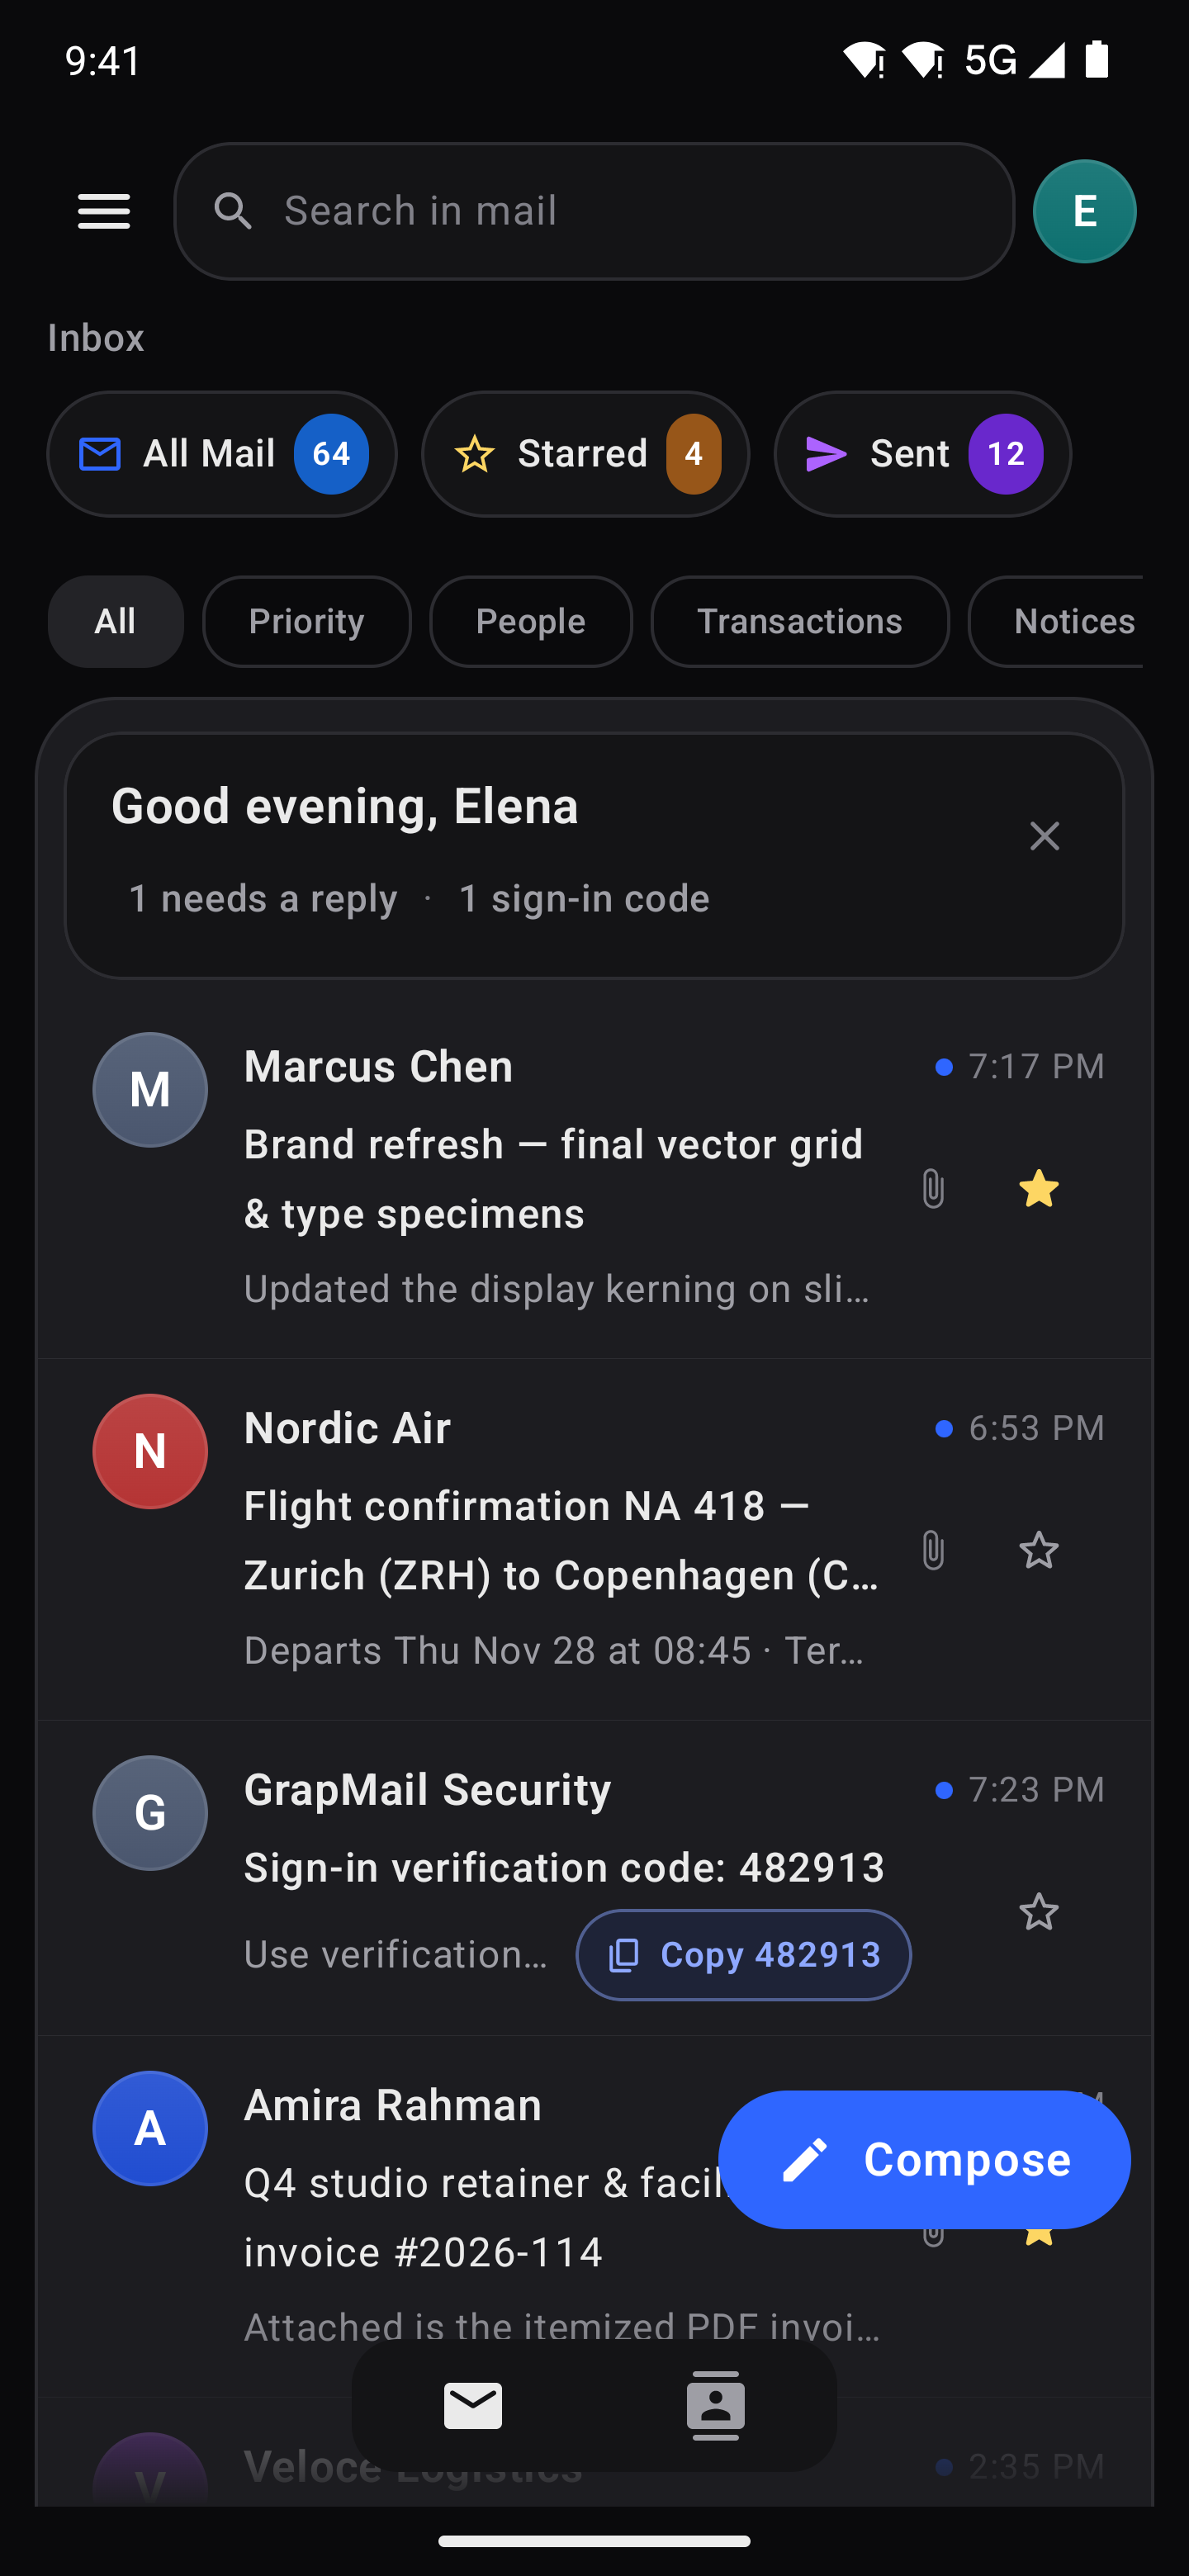 9:41
5G
Search in mail
E
Inbox
All Mail 64
Starred 4
Sent 12
All
Priority
People
Transactions
Notices
Good evening, Elena
1 needs a reply · 1 sign-in code
M
Marcus Chen
7:17 PM
Brand refresh — final vector grid
& type specimens
Updated the display kerning on sli…
N
Nordic Air
6:53 PM
Flight confirmation NA 418 —
Zurich (ZRH) to Copenhagen (C…
Departs Thu Nov 28 at 08:45 · Ter…
G
GrapMail Security
7:23 PM
Sign-in verification code: 482913
Use verification…
Copy 482913
A
Amira Rahman
Q4 studio retainer &
invoice #2026-114
Attached is the itemized PDF invoi…
Compose
V
Veloce Logistics
2:35 PM